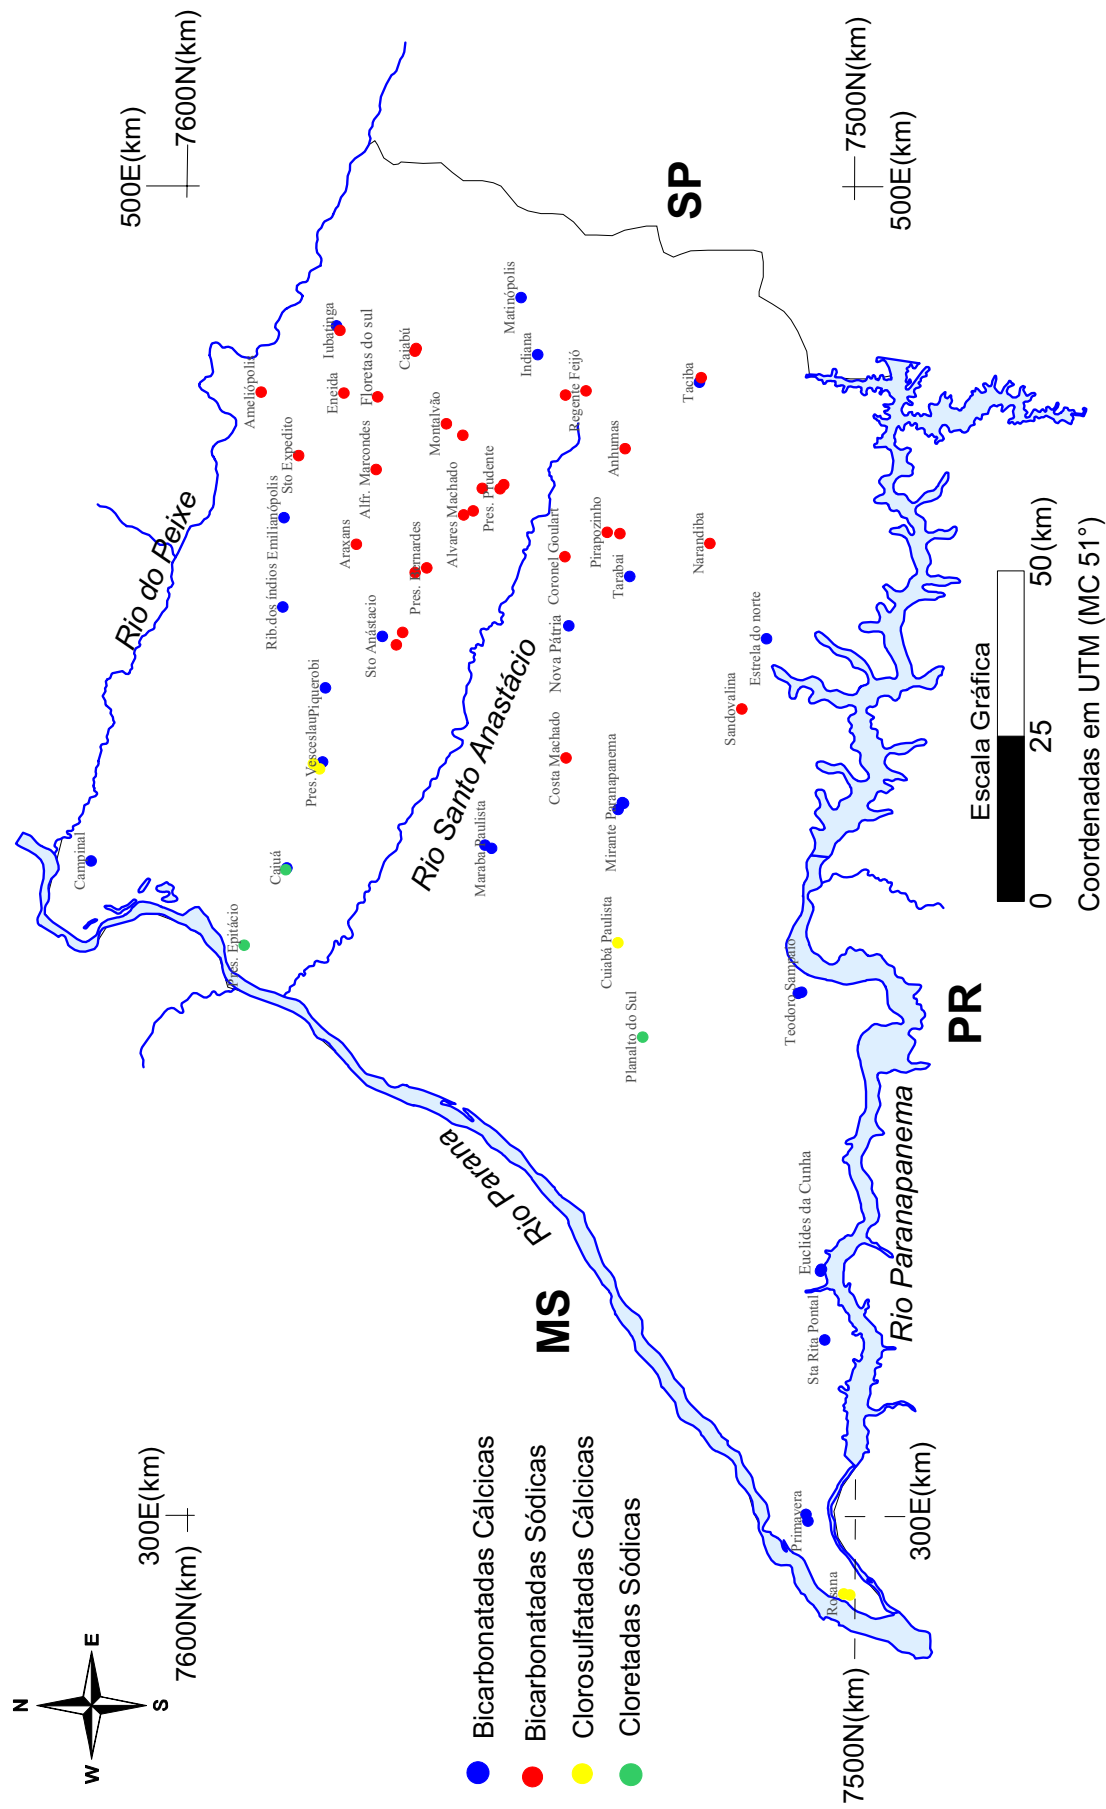 N
W
E
S
300E(km)
7600N(km)
500E(km)
7600N(km)
Rio do Peixe
Campinal
Pres. Epitácio
Caiuá
Pres.Vesceslau
Piquerobi
Rib.dos índios
Emilianópolis
Sto Expedito
Ameliópolis
Iubatinga
Eneida
Floretas do sul
Caiabú
Araxans
Alfr. Marcondes
Sto Anástacio
Pres. Bernardes
Montalvão
Alvares Machado
Pres. Prudente
Matinópolis
Indiana
Regente Feijó
Rio Santo Anastácio
Maraba Paulista
Costa Machado
Nova Pátria
Coronel Goulart
Pirapozinho
Anhumas
Tarabai
Taciba
Narandiba
Mirante Paranapanema
Cuiabá Paulista
Planalto do Sul
Sandovalina
Estrela do norte
Teodoro Sampaio
Euclides da Cunha
Sta Rita Pontal
Primavera
Rosana
Rio Parana
Rio Paranapanema
MS
SP
PR
Bicarbonatadas Cálcicas
Bicarbonatadas Sódicas
Clorosulfatadas Cálcicas
Cloretadas Sódicas
7500N(km)
300E(km)
7500N(km)
500E(km)
Escala Gráfica
0
25
50(km)
Coordenadas em UTM (MC 51°)